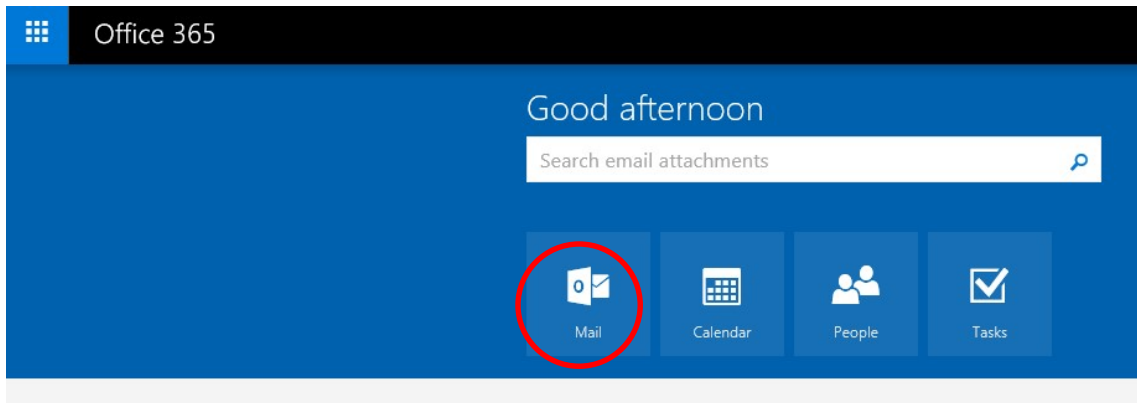 Office 365
Good afternoon
Search email attachments
Mail Calendar People Tasks